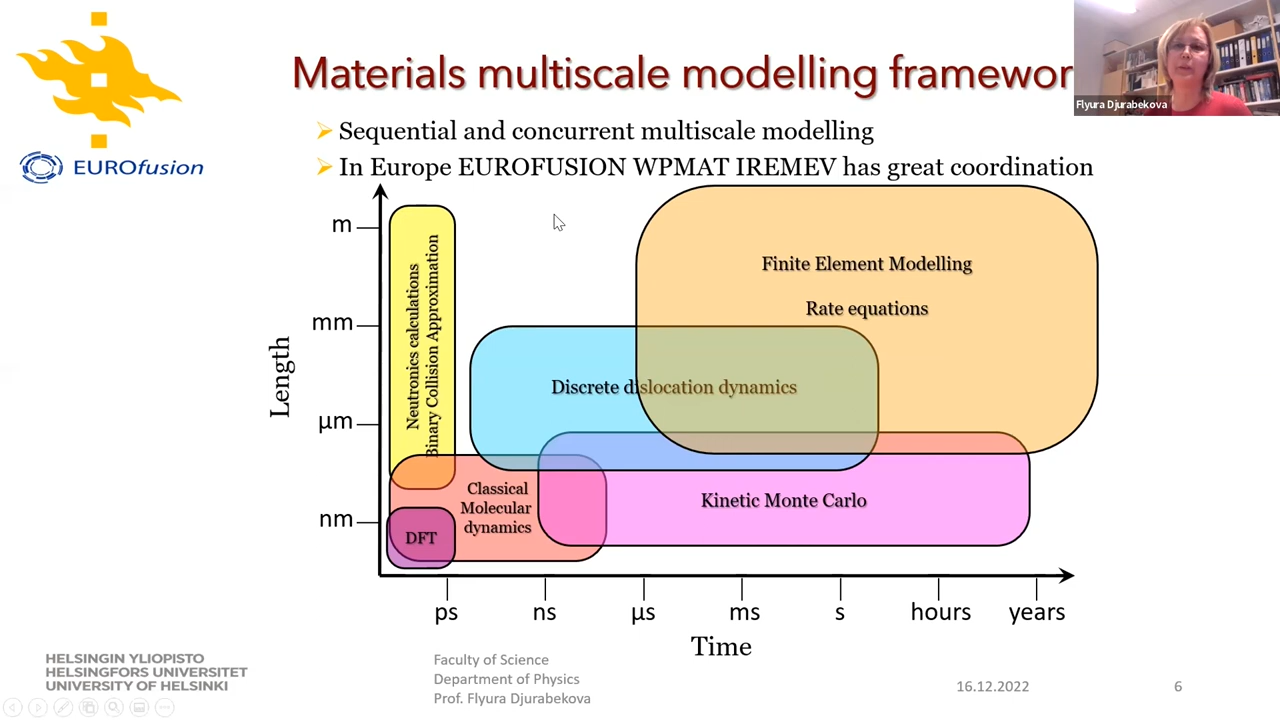 Materials multiscale modelling framewor
Flyura Djurabekova
EUROfusion
Sequential and concurrent multiscale modelling
In Europe EUROFUSION WPMAT IREMEV has great coordination
m
mm
µm
nm
Length
Neutronics calculations
Binary Collision Approximation
Finite Element Modelling
Rate equations
Discrete dislocation dynamics
Classical
Molecular
dynamics
Kinetic Monte Carlo
DFT
ps
ns
µs
ms
s
hours
years
Time
HELSINGIN YLIOPISTO
HELSINGFORS UNIVERSITET
UNIVERSITY OF HELSINKI
Faculty of Science
Department of Physics
Prof. Flyura Djurabekova
16.12.2022
6